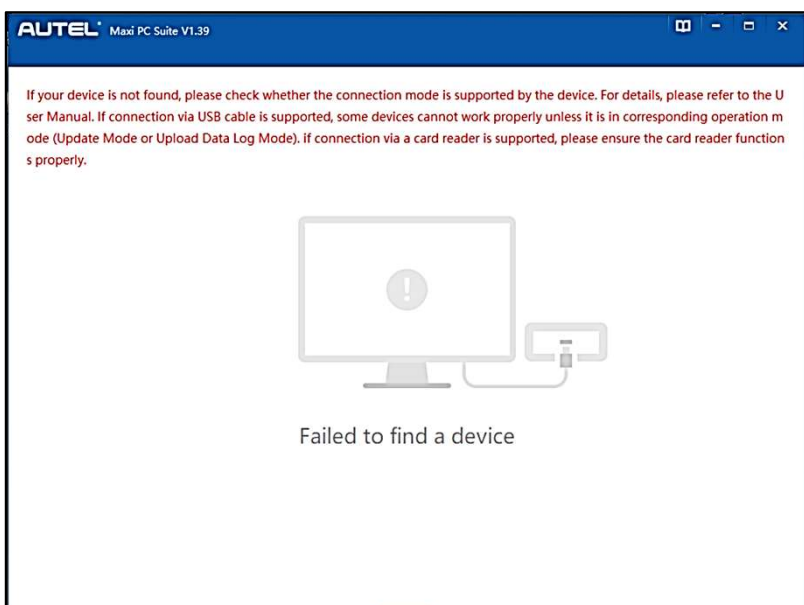 AUTEL Maxi PC Suite V1.39
If your device is not found, please check whether the connection mode is supported by the device. For details, please refer to the U
ser Manual. If connection via USB cable is supported, some devices cannot work properly unless it is in corresponding operation m
ode (Update Mode or Upload Data Log Mode). if connection via a card reader is supported, please ensure the card reader function
s properly.
Failed to find a device